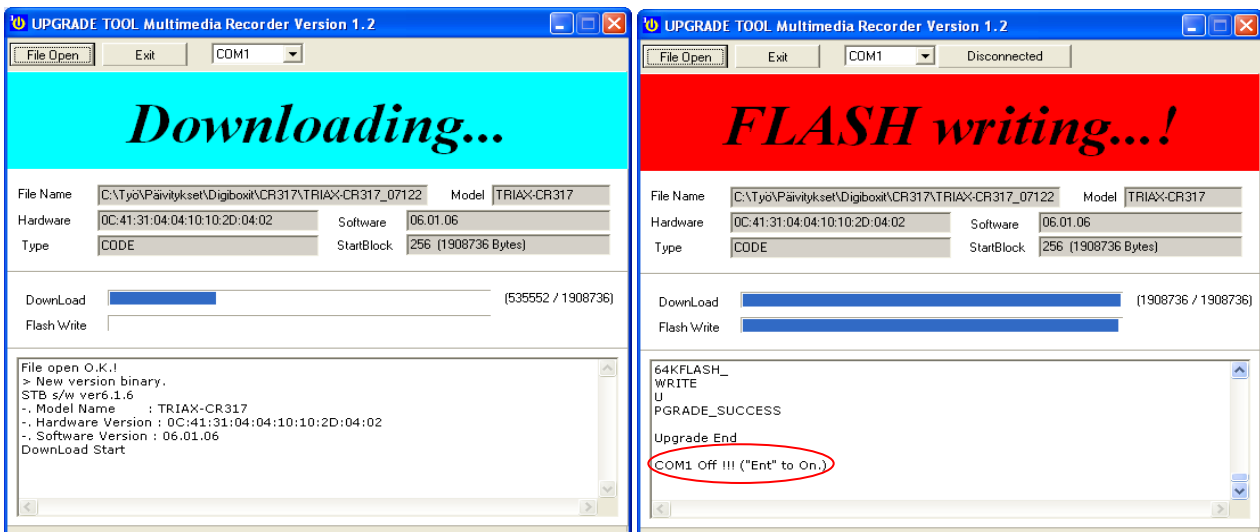 UPGRADE TOOL Multimedia Recorder Version 1.2
File Open Exit COM1
Downloading...
File Name C:\Työ\Päivitykset\Digiboxit\CR317\TRIAX-CR317_07122 Model TRIAX-CR317
Hardware 0C:41:31:04:04:10:10:2D:04:02 Software 06.01.06
Type CODE StartBlock 256 (1908736 Bytes)
DownLoad (535552 / 1908736)
Flash Write
File open O.K.!
> New version binary.
STB s/w ver6.1.6
-. Model Name : TRIAX-CR317
-. Hardware Version : 0C:41:31:04:04:10:10:2D:04:02
-. Software Version : 06.01.06
DownLoad Start
UPGRADE TOOL Multimedia Recorder Version 1.2
File Open Exit COM1 Disconnected
FLASH writing...!
File Name C:\Työ\Päivitykset\Digiboxit\CR317\TRIAX-CR317_07122 Model TRIAX-CR317
Hardware 0C:41:31:04:04:10:10:2D:04:02 Software 06.01.06
Type CODE StartBlock 256 (1908736 Bytes)
DownLoad (1908736 / 1908736)
Flash Write
64KFLASH_
WRITE
U
PGRADE_SUCCESS
Upgrade End
COM1 Off !!! ("Ent" to On.)